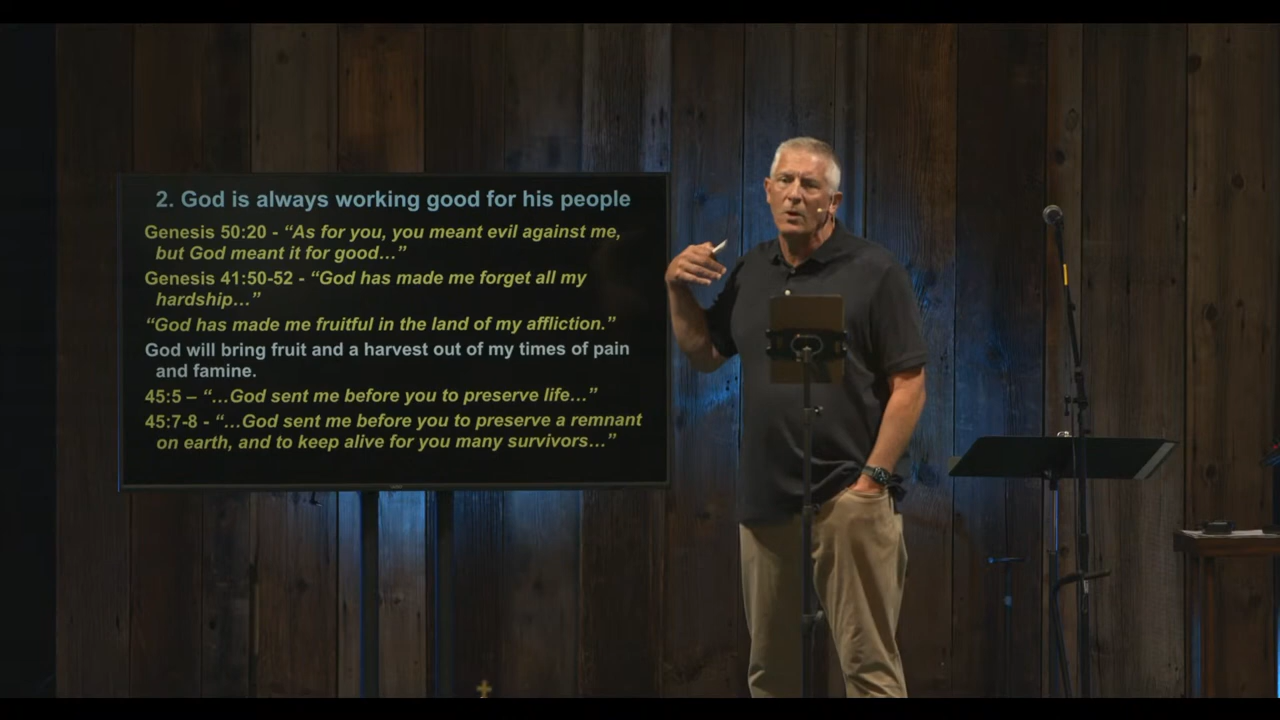 2. God is always working good for his people
Genesis 50:20 - “As for you, you meant evil against me,
but God meant it for good…”
Genesis 41:50-52 - “God has made me forget all my
hardship…”
“God has made me fruitful in the land of my affliction.”
God will bring fruit and a harvest out of my times of pain
and famine.
45:5 – “…God sent me before you to preserve life…”
45:7-8 - “…God sent me before you to preserve a remnant
on earth, and to keep alive for you many survivors…”